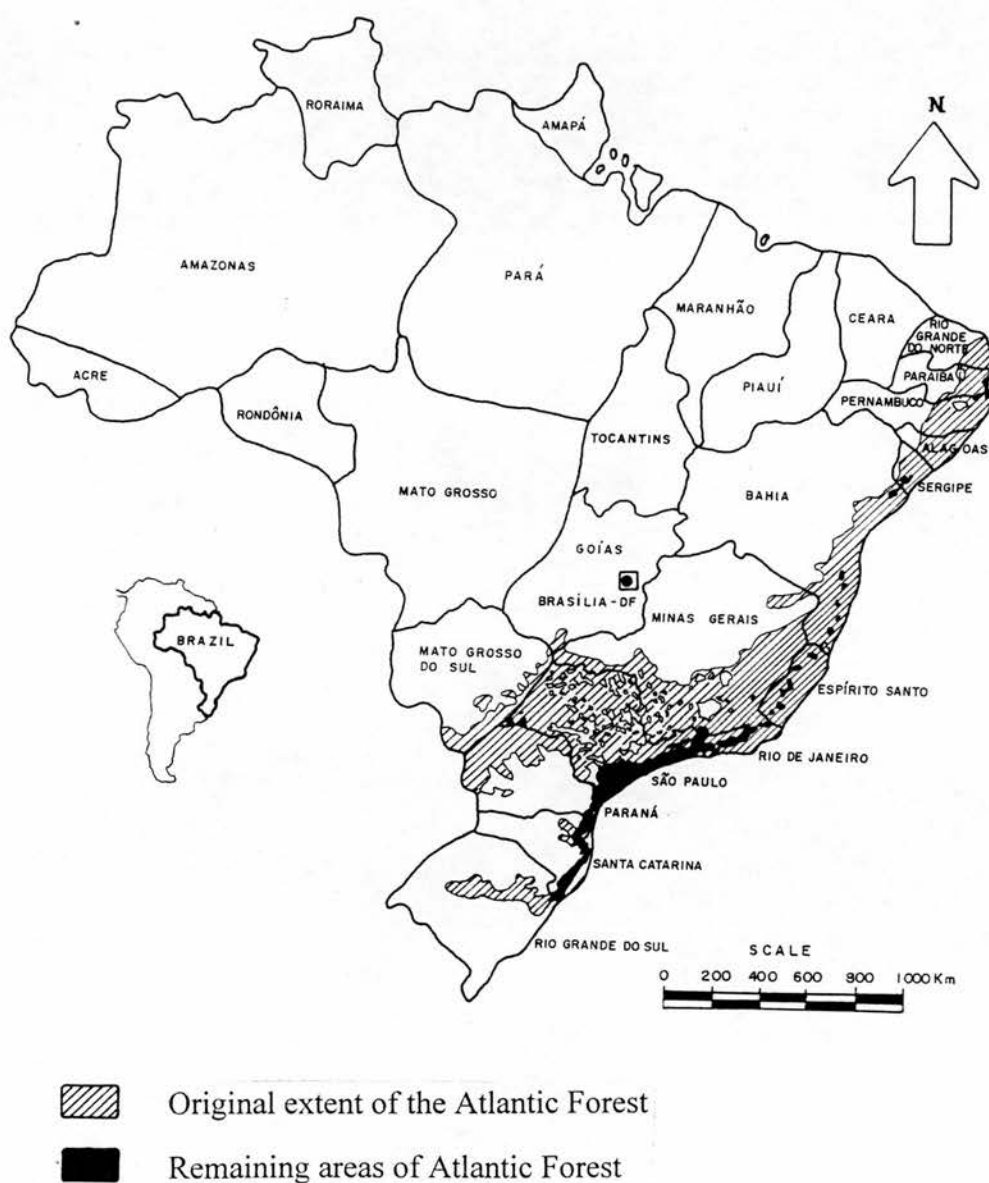 RORAIMA
AMAPÁ
N
AMAZONAS
PARÁ
MARANHÃO
CEARA
RIO
GRANDE
DO NORTE
PARAÍBA
ACRE
RONDÔNIA
PIAUÍ
PERNAMBUCO
TOCANTINS
ALAGOAS
SERGIPE
MATO GROSSO
BAHIA
GOÍAS
BRASÍLIA-DF
MINAS GERAIS
BRAZIL
MATO GROSSO
DO SUL
ESPÍRITO SANTO
RIO DE JANEIRO
SÃO PAULO
PARANÁ
SANTA CATARINA
RIO GRANDE DO SUL
SCALE
0 200 400 600 800 1000 Km
Original extent of the Atlantic Forest
Remaining areas of Atlantic Forest